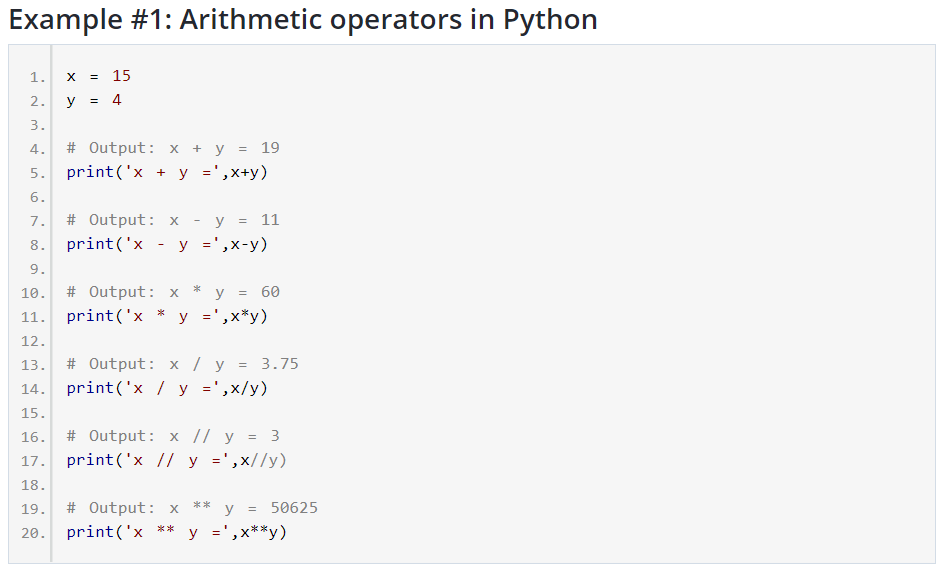 Example #1: Arithmetic operators in Python
1. x = 15
2. y = 4
3.
4. # Output: x + y = 19
5. print('x + y =',x+y)
6.
7. # Output: x - y = 11
8. print('x - y =',x-y)
9.
10. # Output: x * y = 60
11. print('x * y =',x*y)
12.
13. # Output: x / y = 3.75
14. print('x / y =',x/y)
15.
16. # Output: x // y = 3
17. print('x // y =',x//y)
18.
19. # Output: x ** y = 50625
20. print('x ** y =',x**y)